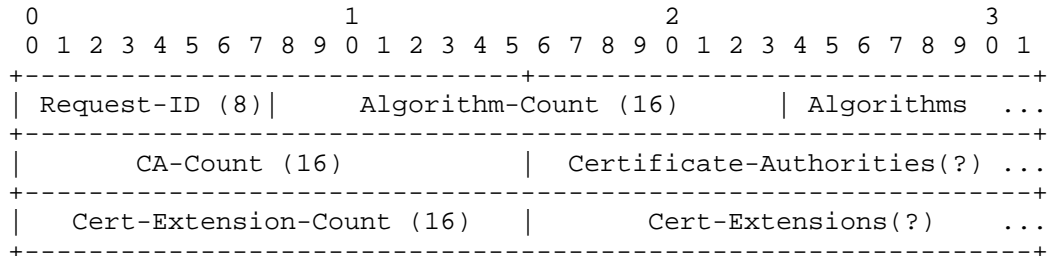 0                   1                   2                   3
 0 1 2 3 4 5 6 7 8 9 0 1 2 3 4 5 6 7 8 9 0 1 2 3 4 5 6 7 8 9 0 1
+-------------------------------+-------------------------------+
| Request-ID (8)|     Algorithm-Count (16)      | Algorithms  ...
+---------------------------------------------------------------+
|       CA-Count (16)           |  Certificate-Authorities(?) ...
+---------------------------------------------------------------+
|   Cert-Extension-Count (16)   |       Cert-Extensions(?)    ...
+---------------------------------------------------------------+